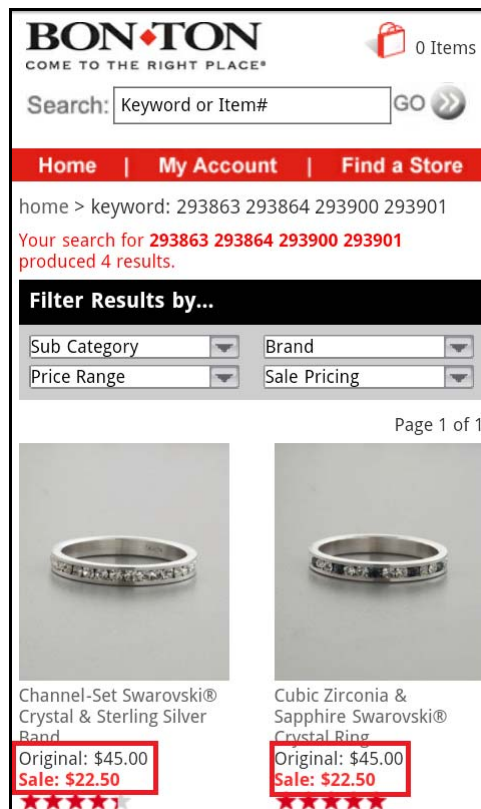 BON•TON
COME TO THE RIGHT PLACE®
0 Items
Search: Keyword or Item# GO
Home | My Account | Find a Store
home > keyword: 293863 293864 293900 293901
Your search for 293863 293864 293900 293901
produced 4 results.
Filter Results by...
Sub Category Brand
Price Range Sale Pricing
Page 1 of 1
Channel-Set Swarovski®
Crystal & Sterling Silver
Band
Original: $45.00
Sale: $22.50
Cubic Zirconia &
Sapphire Swarovski®
Crystal Ring
Original: $45.00
Sale: $22.50